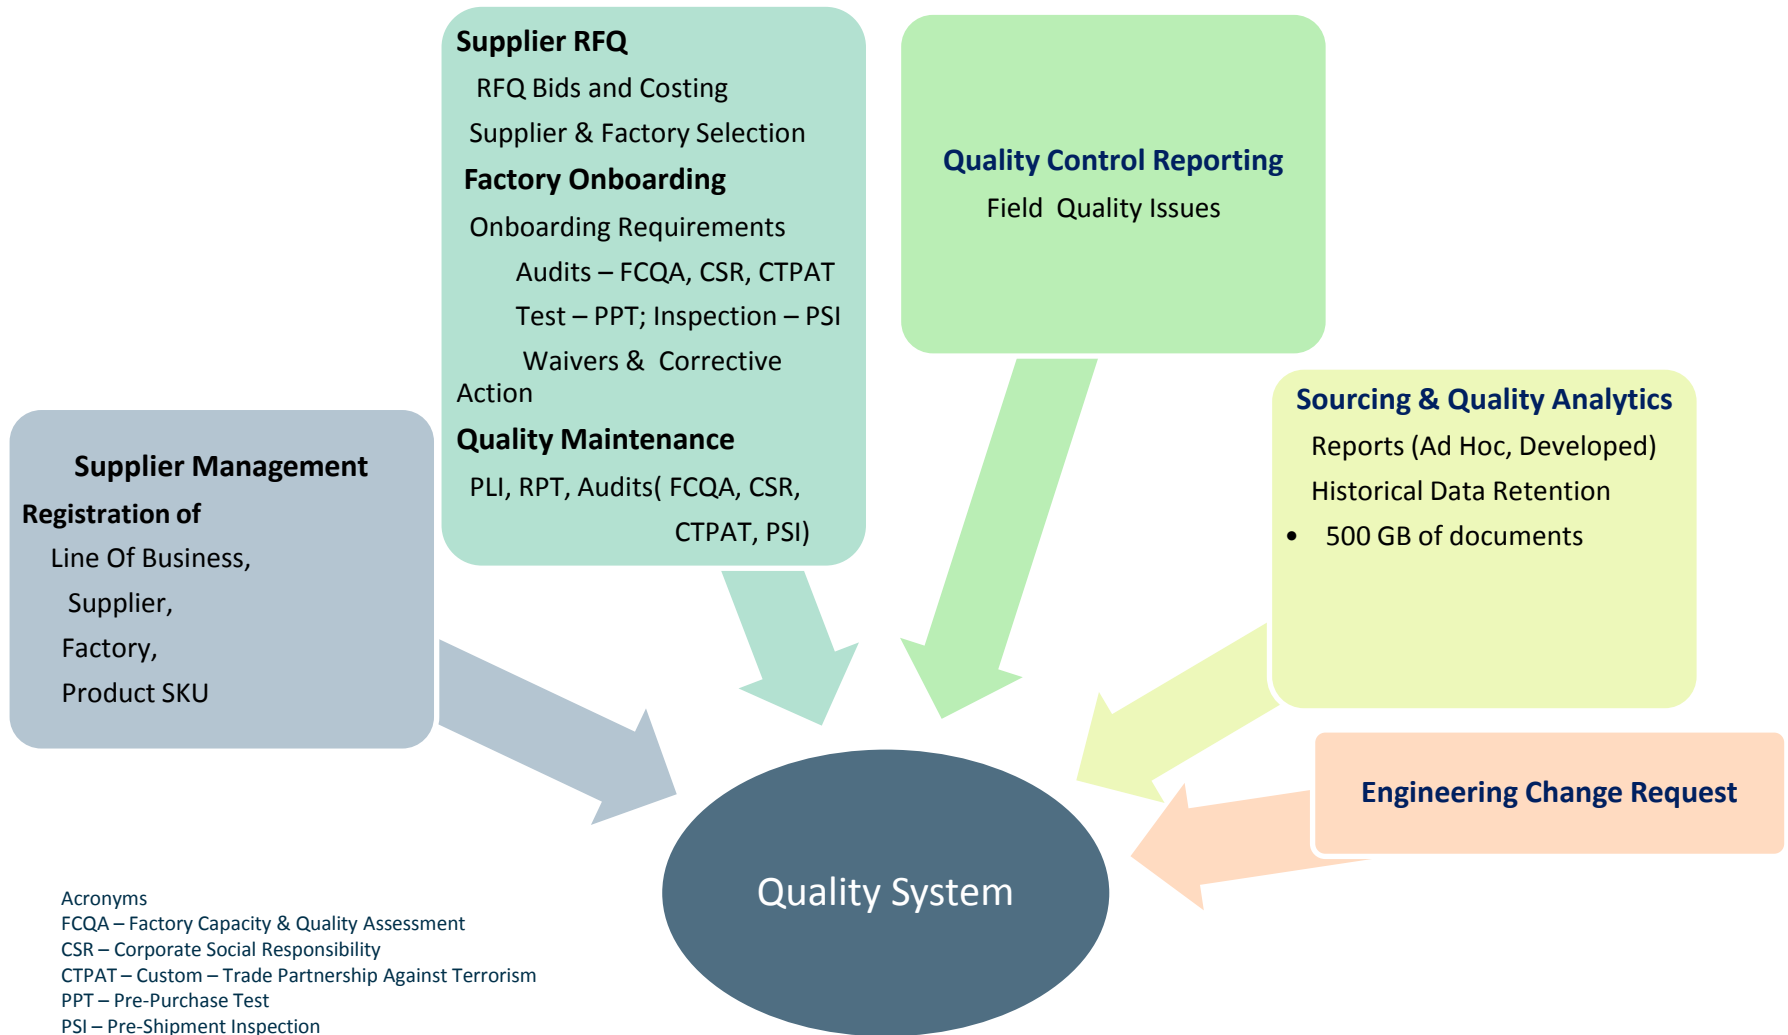 Supplier RFQ
RFQ Bids and Costing
Supplier & Factory Selection
Factory Onboarding
Onboarding Requirements
Audits – FCQA, CSR, CTPAT
Test – PPT; Inspection – PSI
Waivers & Corrective
Action
Quality Maintenance
PLI, RPT, Audits( FCQA, CSR,
CTPAT, PSI)
Quality Control Reporting
Field Quality Issues
Sourcing & Quality Analytics
Reports (Ad Hoc, Developed)
Historical Data Retention
• 500 GB of documents
Supplier Management
Registration of
Line Of Business,
Supplier,
Factory,
Product SKU
Engineering Change Request
Quality System
Acronyms
FCQA – Factory Capacity & Quality Assessment
CSR – Corporate Social Responsibility
CTPAT – Custom – Trade Partnership Against Terrorism
PPT – Pre-Purchase Test
PSI – Pre-Shipment Inspection